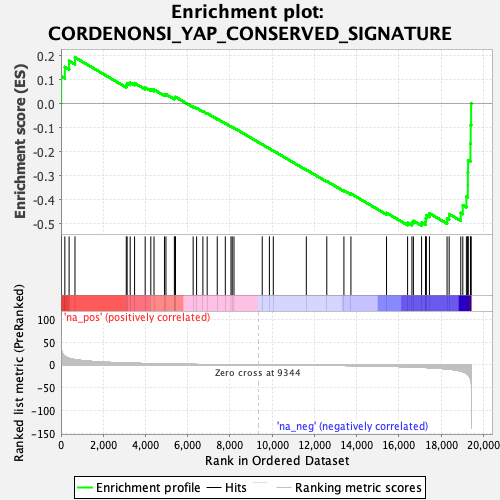 Enrichment plot:
CORDENONSI_YAP_CONSERVED_SIGNATURE
Enrichment score (ES)
0.2
0.1
0.0
-0.1
-0.2
-0.3
-0.4
-0.5
'na_pos' (positively correlated)
Ranked list metric (PreRanked)
100
50
0
-50
-100
-150
Zero cross at 9344
'na_neg' (negatively correlated)
0 2,000 4,000 6,000 8,000 10,000 12,000 14,000 16,000 18,000 20,000
Rank in Ordered Dataset
Enrichment profile Hits Ranking metric scores